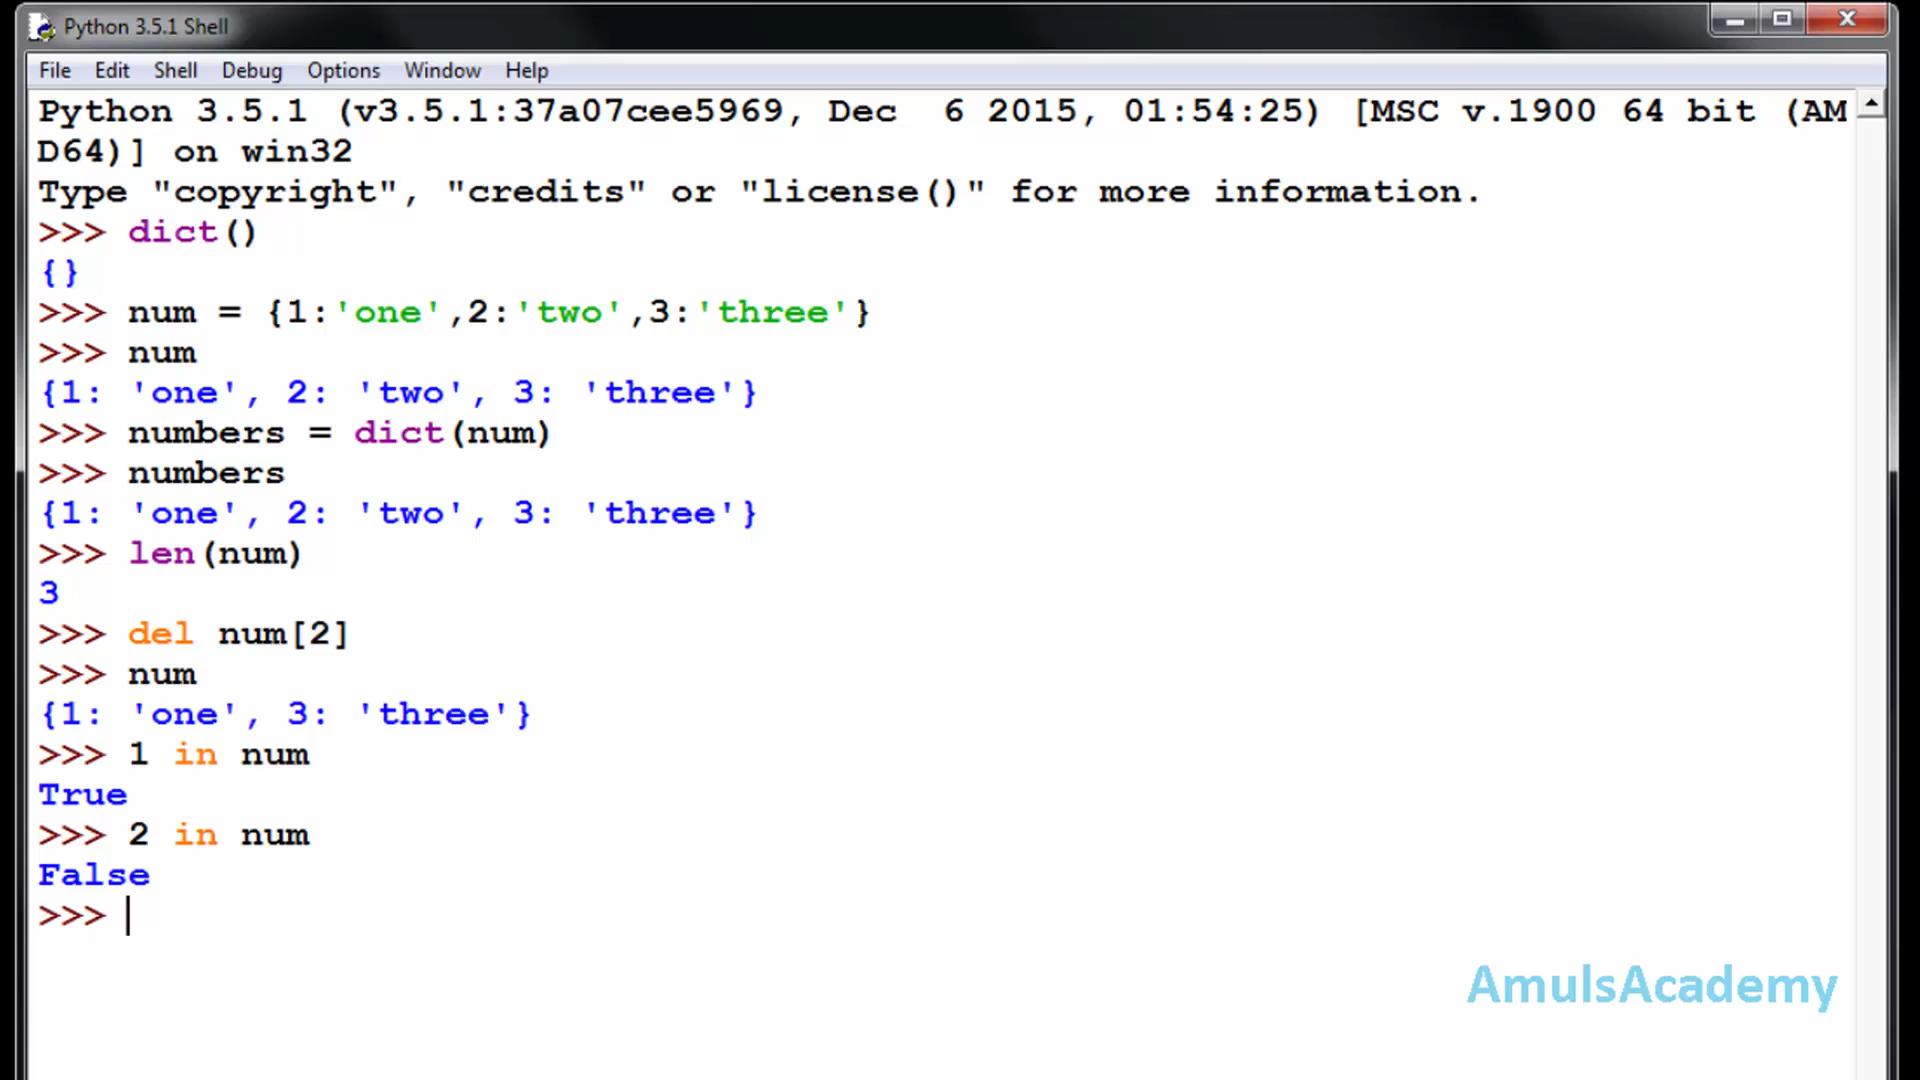 Python 3.5.1 Shell
File Edit Shell Debug Options Window Help
Python 3.5.1 (v3.5.1:37a07cee5969, Dec  6 2015, 01:54:25) [MSC v.1900 64 bit (AM
D64)] on win32
Type "copyright", "credits" or "license()" for more information.
>>> dict()
{}
>>> num = {1:'one',2:'two',3:'three'}
>>> num
{1: 'one', 2: 'two', 3: 'three'}
>>> numbers = dict(num)
>>> numbers
{1: 'one', 2: 'two', 3: 'three'}
>>> len(num)
3
>>> del num[2]
>>> num
{1: 'one', 3: 'three'}
>>> 1 in num
True
>>> 2 in num
False
>>>
AmulsAcademy